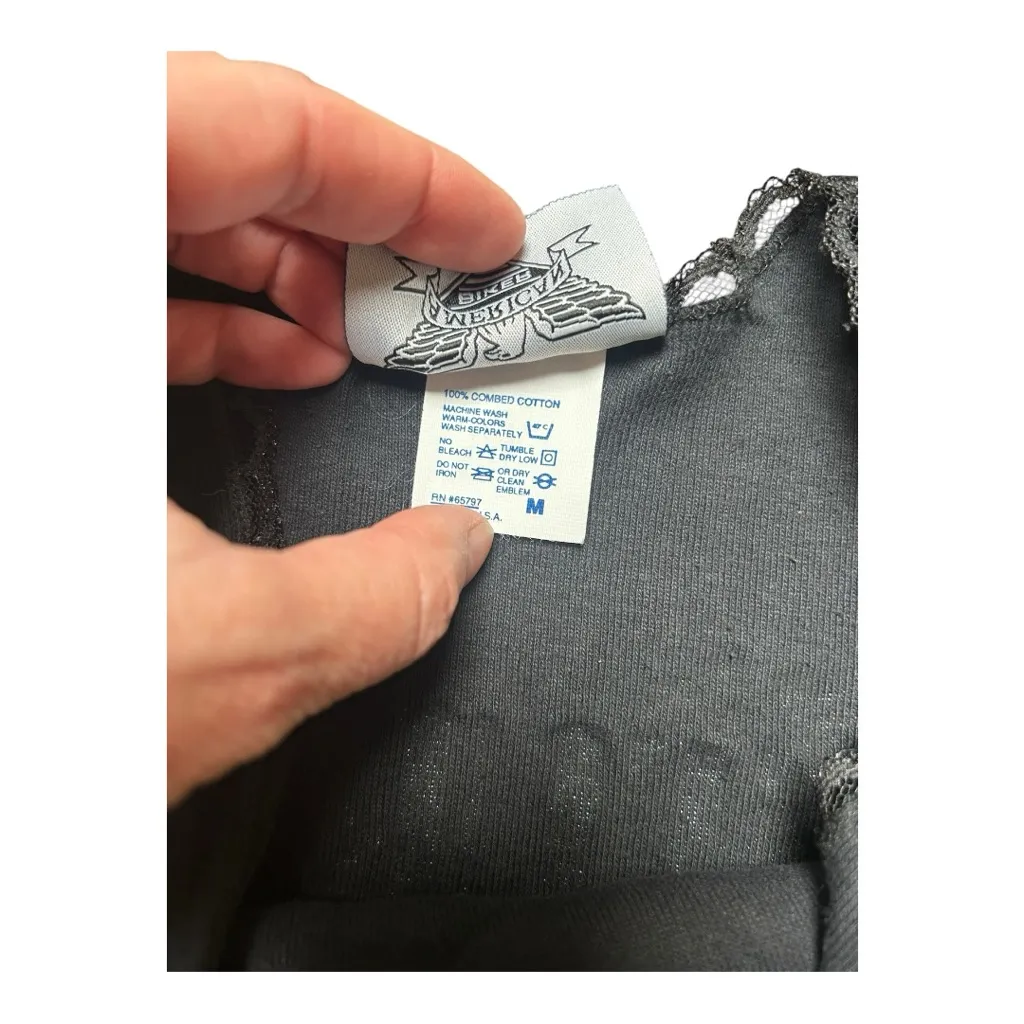 BIKER
AMERICAN
100% COMBED COTTON
MACHINE WASH
WARM-COLORS
WASH SEPARATELY
NO
BLEACH
TUMBLE
DRY LOW
DO NOT
IRON
OR DRY
CLEAN
EMBLEM
RN #65797
M
.S.A.